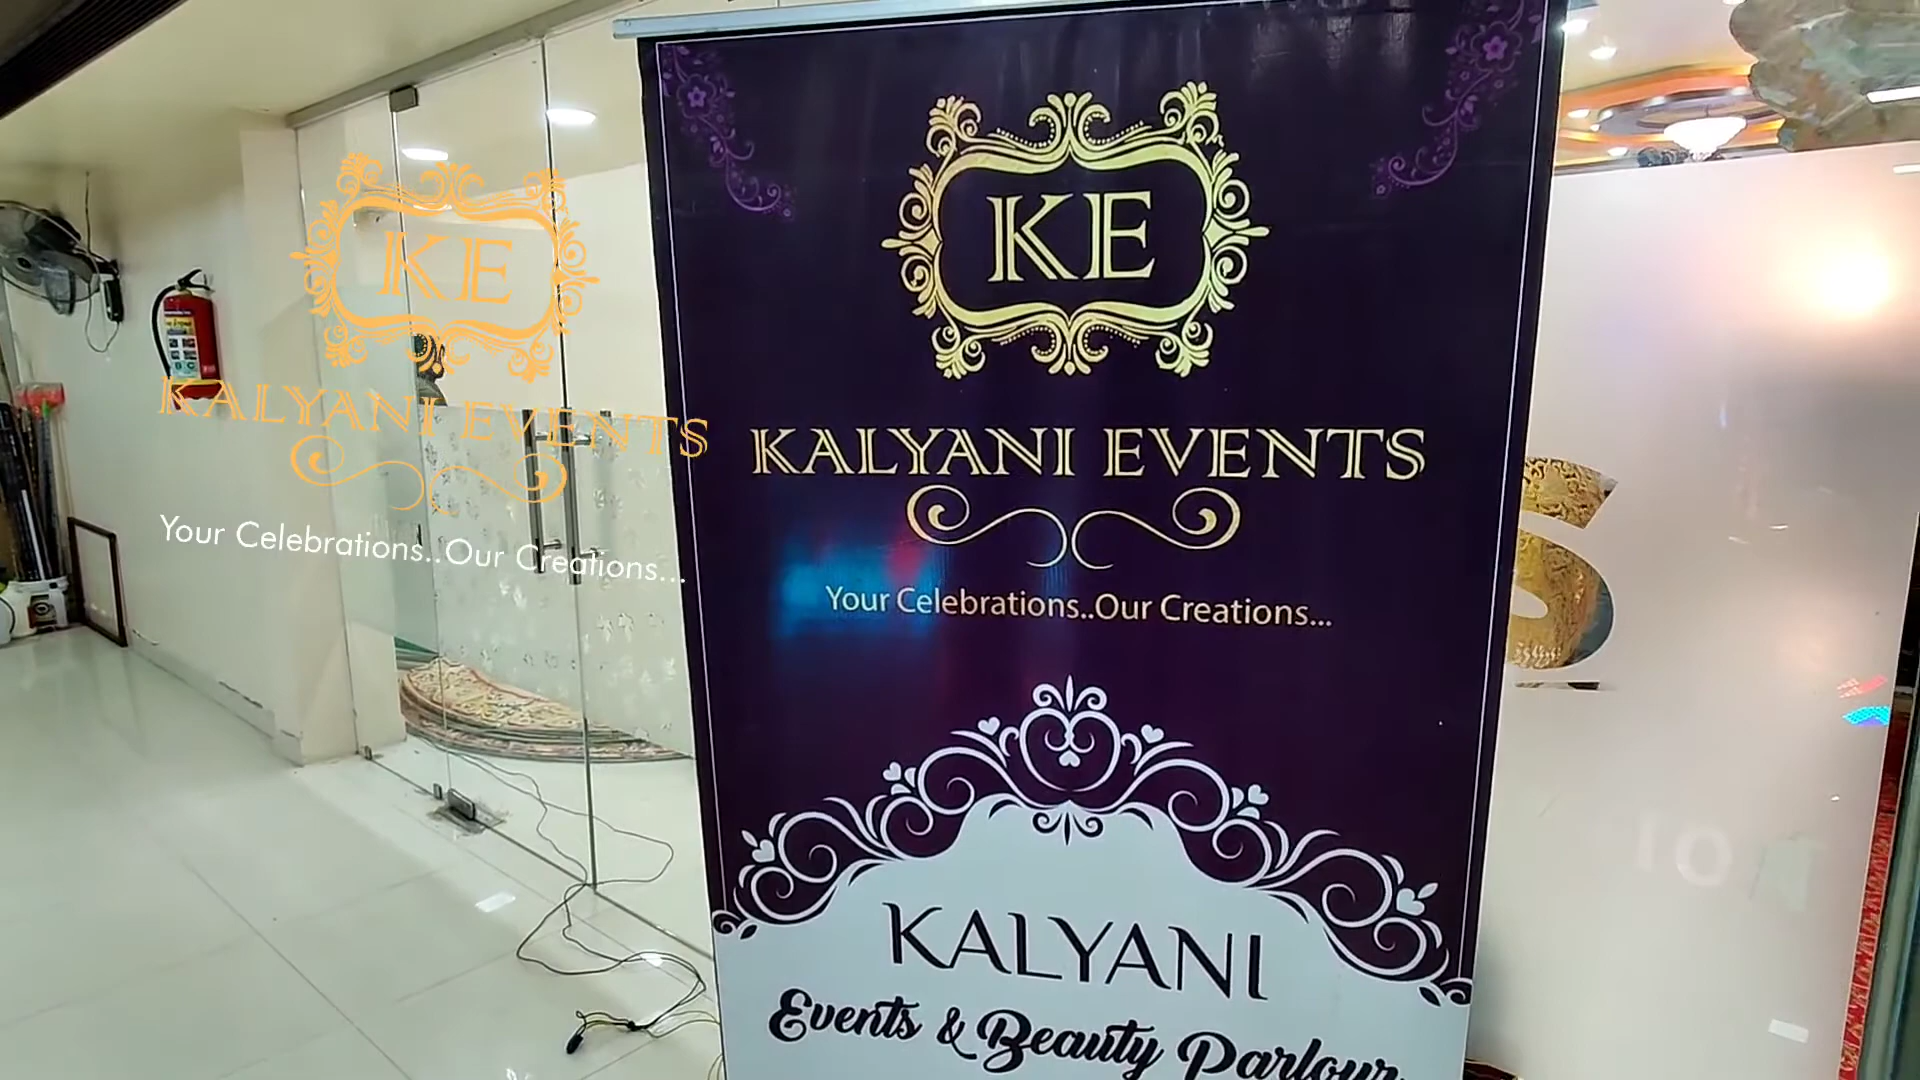 KE
KALYANI EVENTS
Your Celebrations..Our Creations...
KE
KALYANI EVENTS
Your Celebrations..Our Creations...
KALYANI
Events & Beauty Parlour
S